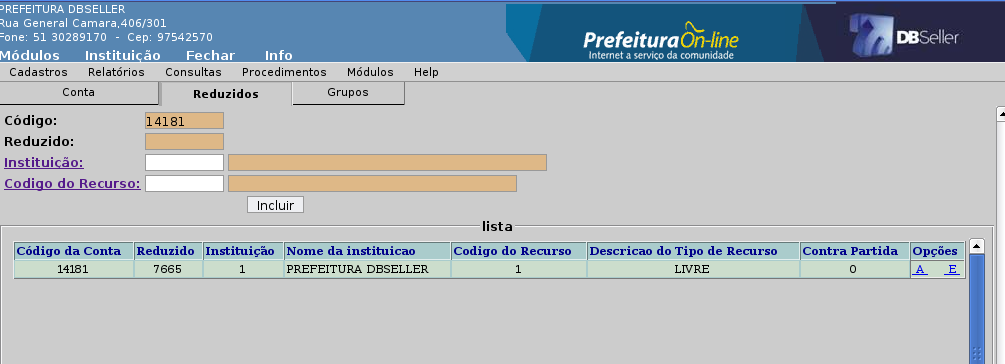 PREFEITURA DBSELLER
Rua General Camara,406/301
Fone: 51 30289170 - Cep: 97542570
Prefeitura On-line
Internet a serviço da comunidade
DBSeller
Módulos Instituição Fechar Info
Cadastros Relatórios Consultas Procedimentos Módulos Help
Conta Reduzidos Grupos
Código: 14181
Reduzido:
Instituição:
Codigo do Recurso:
Incluir
lista
Código da Conta Reduzido Instituição Nome da instituicao Codigo do Recurso Descricao do Tipo de Recurso Contra Partida Opções
14181 7665 1 PREFEITURA DBSELLER 1 LIVRE 0 A E